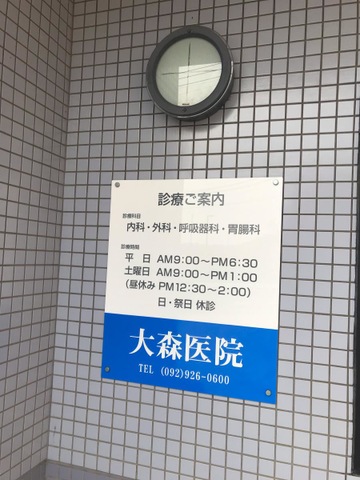 診療ご案内
診療科目
内科・外科・呼吸器科・胃腸科
診療時間
平 日 AM9:00～PM6:30
土曜日 AM9:00～PM1:00
(昼休み PM12:30～2:00)
日・祭日 休診
大森医院
TEL (092)926-0600